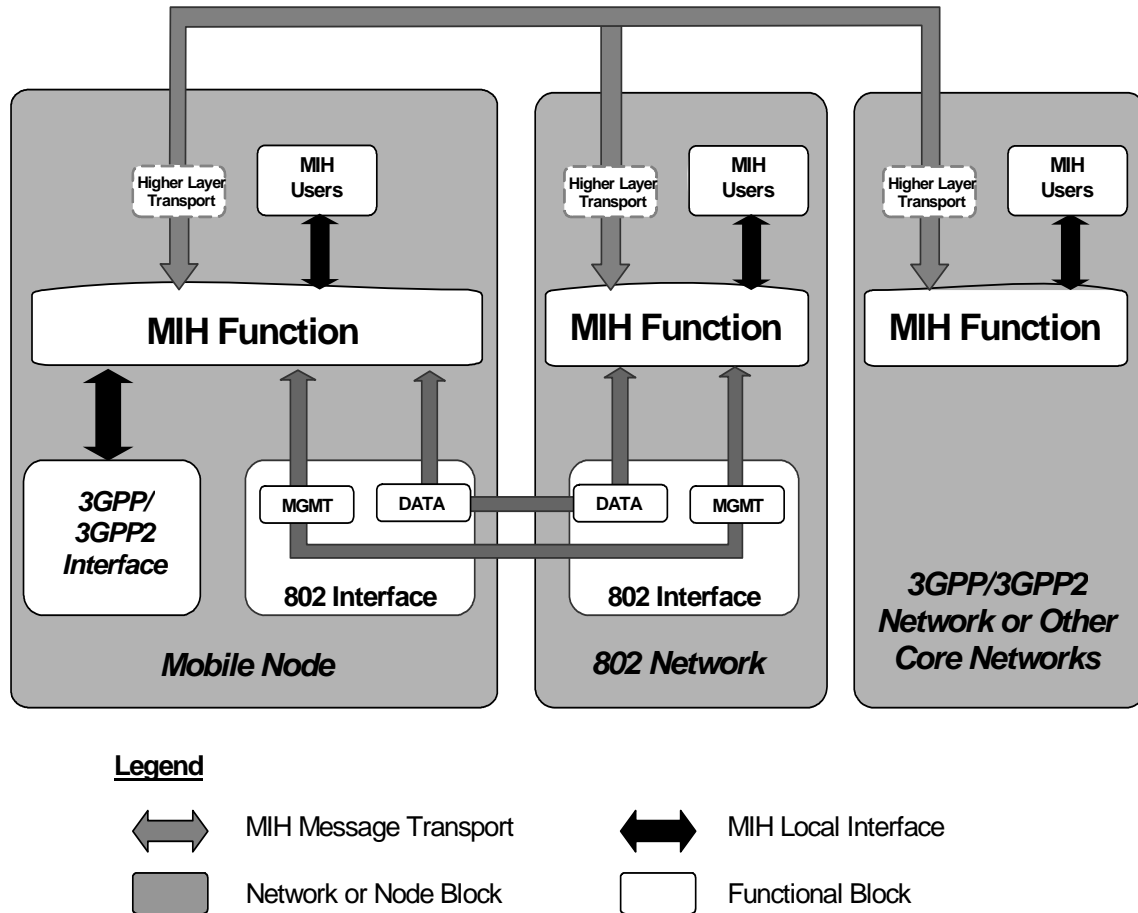 MIH
Users
Higher Layer
Transport
MIH
Users
Higher Layer
Transport
MIH
Users
Higher Layer
Transport
MIH Function
MIH Function
MIH Function
3GPP/
3GPP2
Interface
MGMT
DATA
DATA
MGMT
802 Interface
802 Interface
3GPP/3GPP2
Network or Other
Core Networks
Mobile Node
802 Network
Legend
MIH Message Transport
MIH Local Interface
Network or Node Block
Functional Block